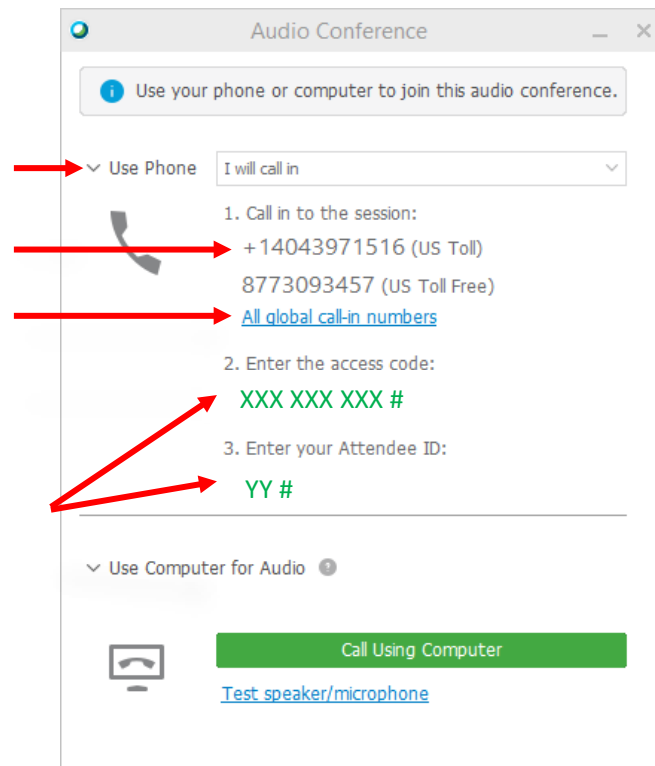 Audio Conference
Use your phone or computer to join this audio conference.
Use Phone
I will call in
1. Call in to the session:
+14043971516 (US Toll)
8773093457 (US Toll Free)
All global call-in numbers
2. Enter the access code:
XXX XXX XXX #
3. Enter your Attendee ID:
YY #
Use Computer for Audio
Call Using Computer
Test speaker/microphone